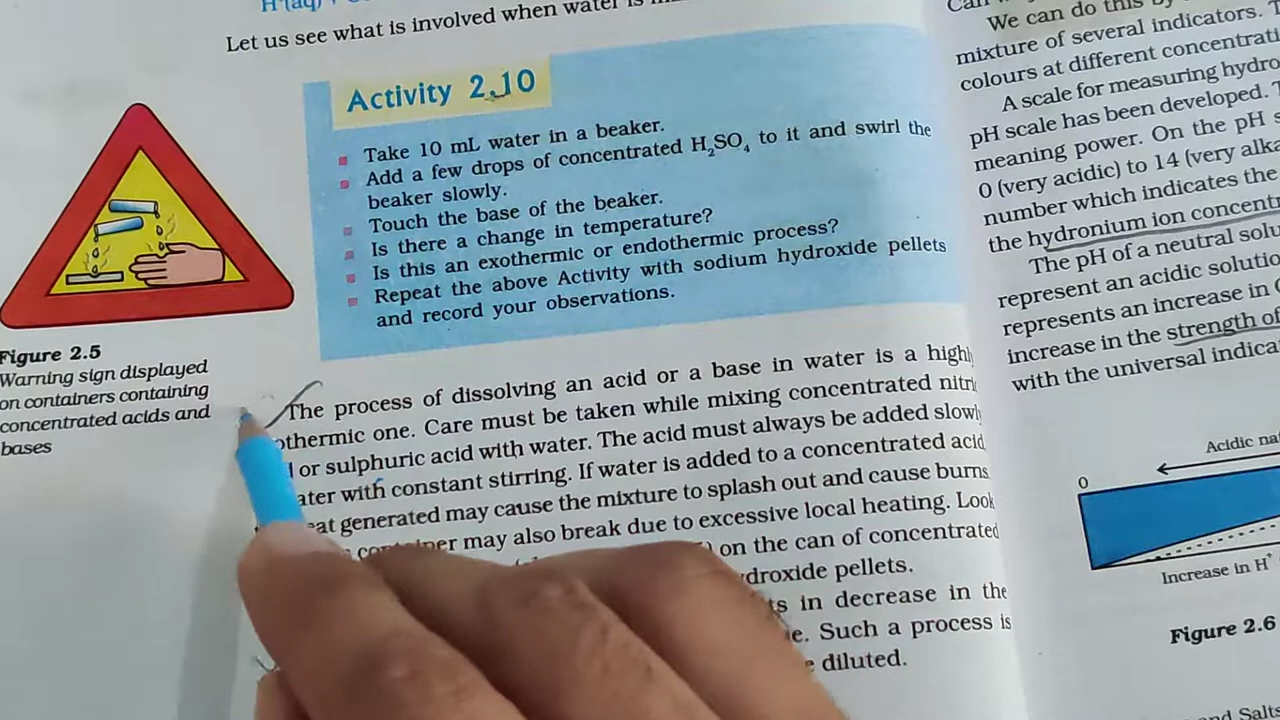 H⁺(aq) +
Let us see what is involved when water is
Activity 2.10
Take 10 mL water in a beaker.
Add a few drops of concentrated H₂SO₄ to it and swirl the
beaker slowly.
Touch the base of the beaker.
Is there a change in temperature?
Is this an exothermic or endothermic process?
Repeat the above Activity with sodium hydroxide pellets
and record your observations.
Figure 2.5
Warning sign displayed
on containers containing
concentrated acids and
bases
The process of dissolving an acid or a base in water is a highly
othermic one. Care must be taken while mixing concentrated nitri
or sulphuric acid with water. The acid must always be added slowly
ater with constant stirring. If water is added to a concentrated acid
eat generated may cause the mixture to splash out and cause burns.
container may also break due to excessive local heating. Look
on the can of concentrated
droxide pellets.
ts in decrease in the
e. Such a process is
diluted.
Can
We can do this by
mixture of several indicators.
colours at different concentrati
A scale for measuring hydro
pH scale has been developed.
meaning power. On the pH s
0 (very acidic) to 14 (very alka
number which indicates the
the hydronium ion concentr
The pH of a neutral solu
represent an acidic solutio
represents an increase in
increase in the strength of
with the universal indica
Acidic na
0
Increase in H⁺
Figure 2.6
and Salts